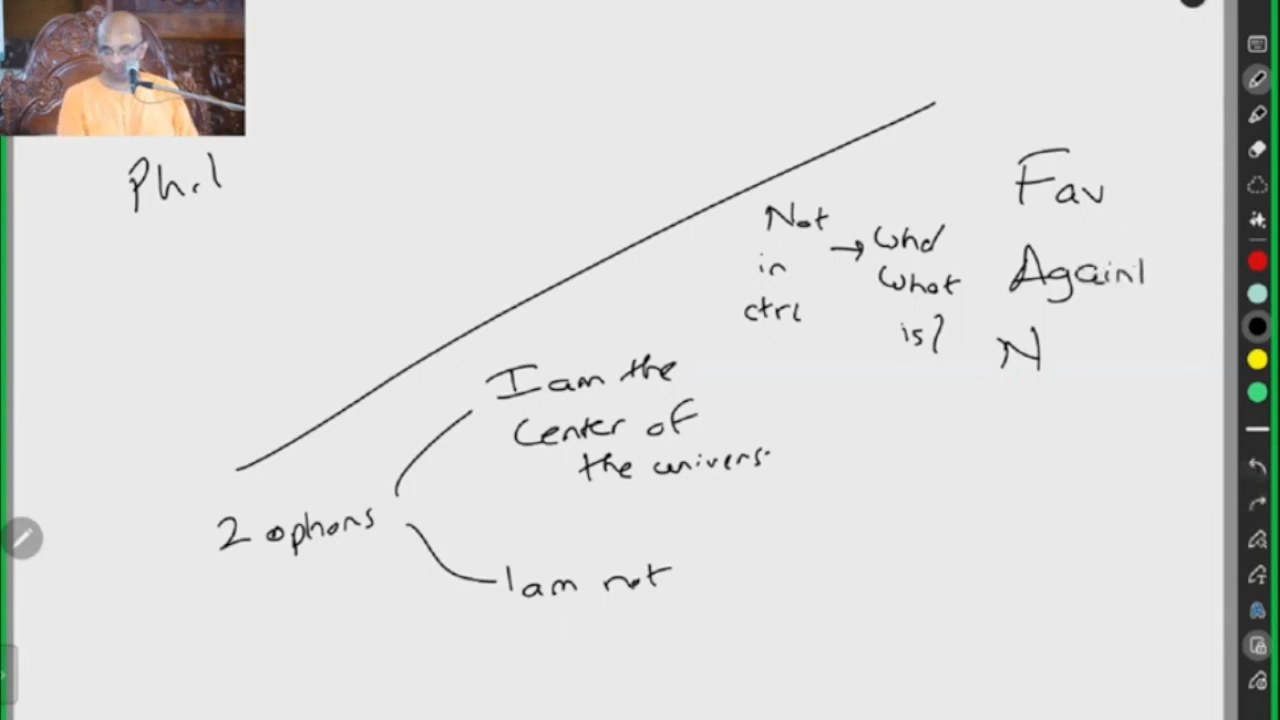 Phil
Fav
Not
in
ctrl
→ Who
What
is?
Against
N
I am the
Center of
the univers
2 options
I am not